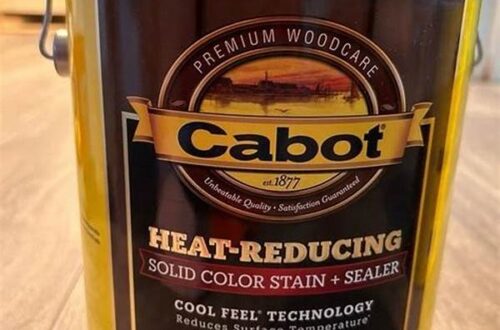 PREMIUM WOODCARE
Cabot®
est. 1877
Unbeatable Quality • Satisfaction Guaranteed
HEAT-REDUCING
SOLID COLOR STAIN + SEALER
COOL FEEL® TECHNOLOGY
Reduces Surface Temperature